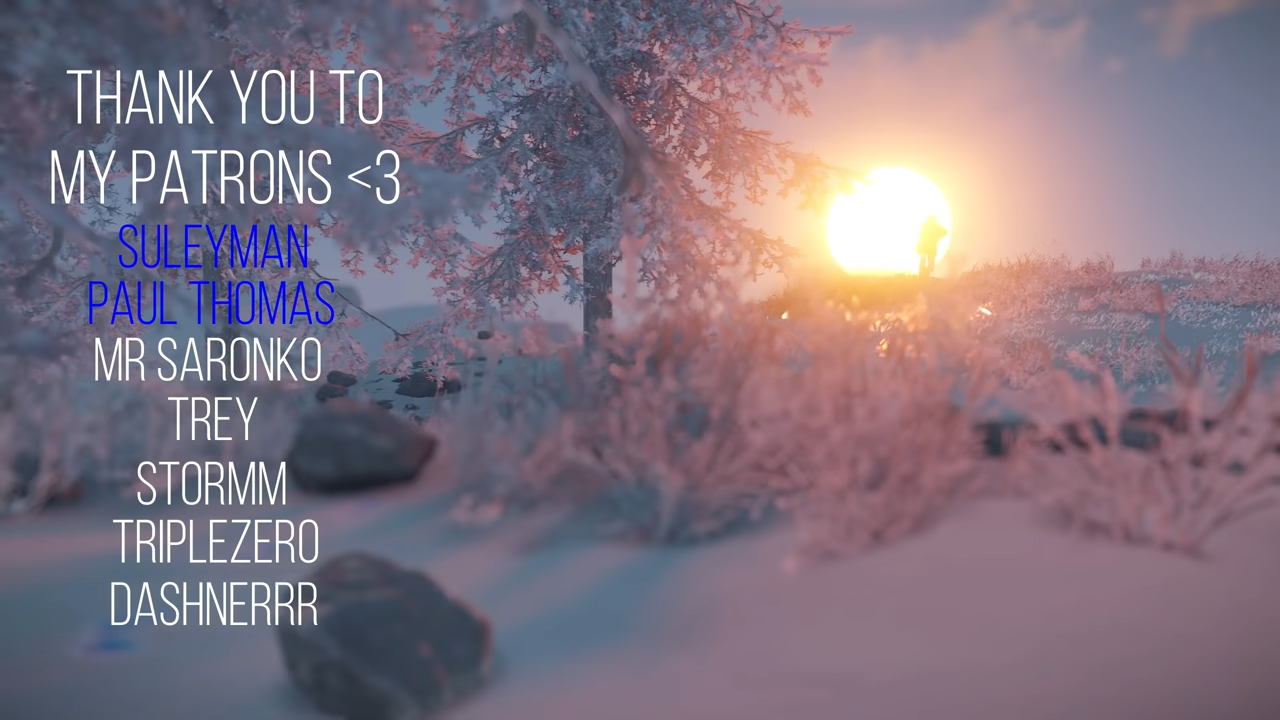 THANK YOU TO
MY PATRONS <3
SULEYMAN
PAUL THOMAS
MR SARONKO
TREY
STORMM
TRIPLEZERO
DASHNERRR